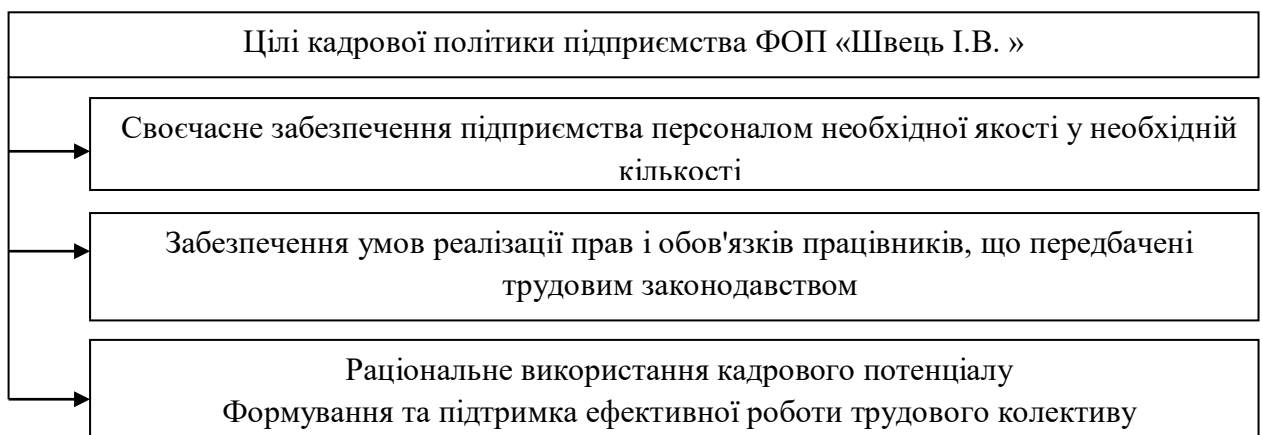 Цілі кадрової політики підприємства ФОП «Швець І.В. »
Своєчасне забезпечення підприємства персоналом необхідної якості у необхідній
кількості
Забезпечення умов реалізації прав і обов'язків працівників, що передбачені
трудовим законодавством
Раціональне використання кадрового потенціалу
Формування та підтримка ефективної роботи трудового колективу